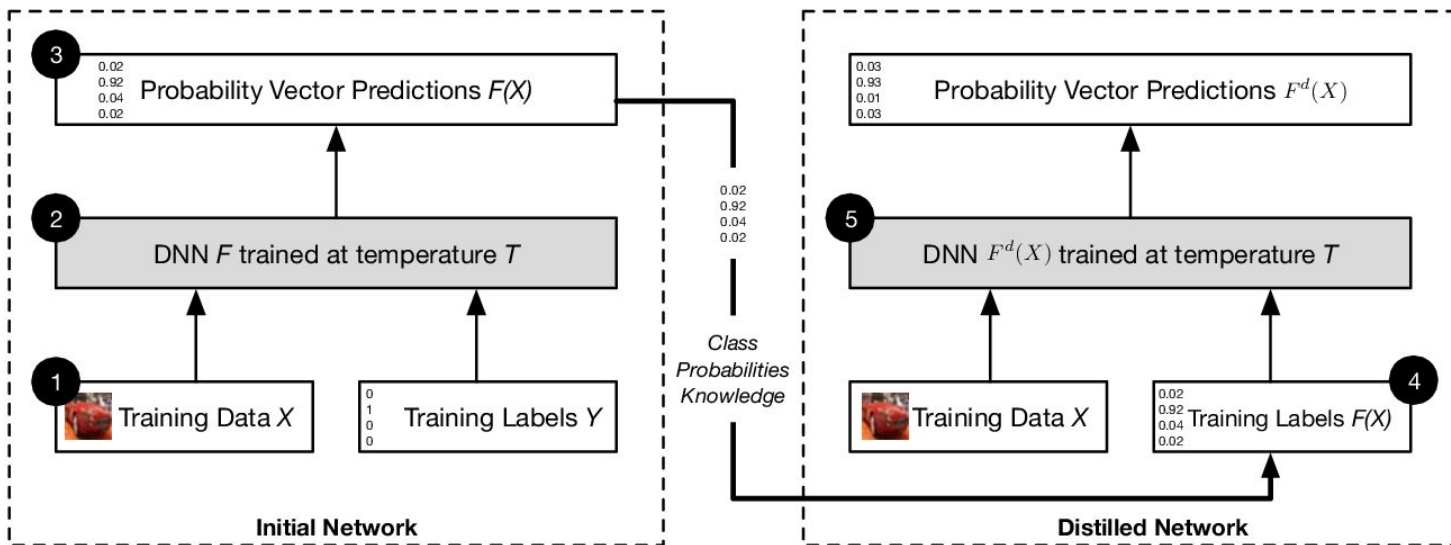 3
0.02
0.92
0.04
0.02
Probability Vector Predictions F(X)
2
DNN F trained at temperature T
1
Training Data X
0
1
0
0
Training Labels Y
Initial Network
0.02
0.92
0.04
0.02
Class
Probabilities
Knowledge
0.03
0.93
0.01
0.03
Probability Vector Predictions F^d(X)
5
DNN F^d(X) trained at temperature T
Training Data X
4
0.02
0.92
0.04
0.02
Training Labels F(X)
Distilled Network